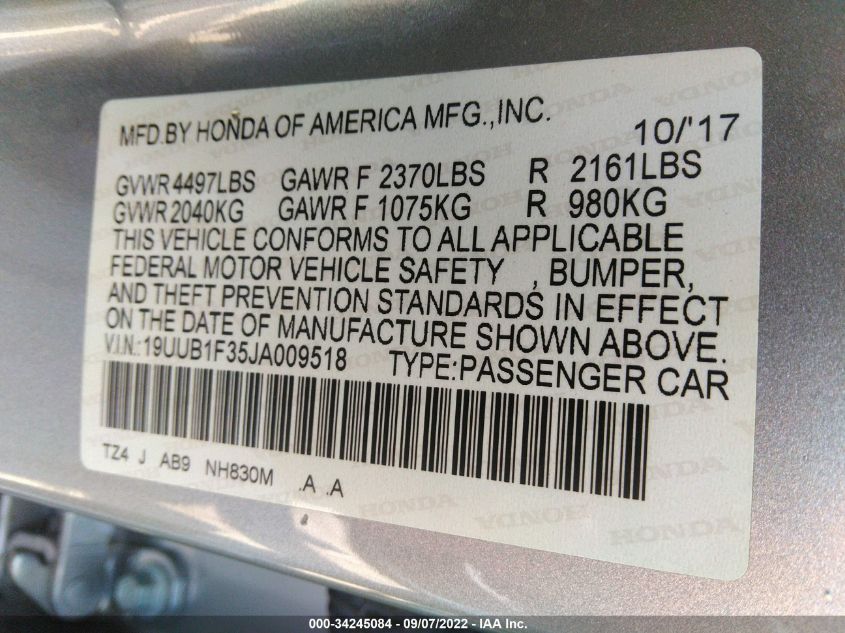 MFD.BY HONDA OF AMERICA MFG.,INC. 10/'17
GVWR 4497LBS GAWR F 2370LBS R 2161LBS
GVWR 2040KG GAWR F 1075KG R 980KG
THIS VEHICLE CONFORMS TO ALL APPLICABLE
FEDERAL MOTOR VEHICLE SAFETY , BUMPER,
AND THEFT PREVENTION STANDARDS IN EFFECT
ON THE DATE OF MANUFACTURE SHOWN ABOVE.
V.I.N.:19UUB1F35JA009518 TYPE:PASSENGER CAR
TZ4 J AB9 NH830M .A .A
000-34245084 - 09/07/2022 - IAA Inc.